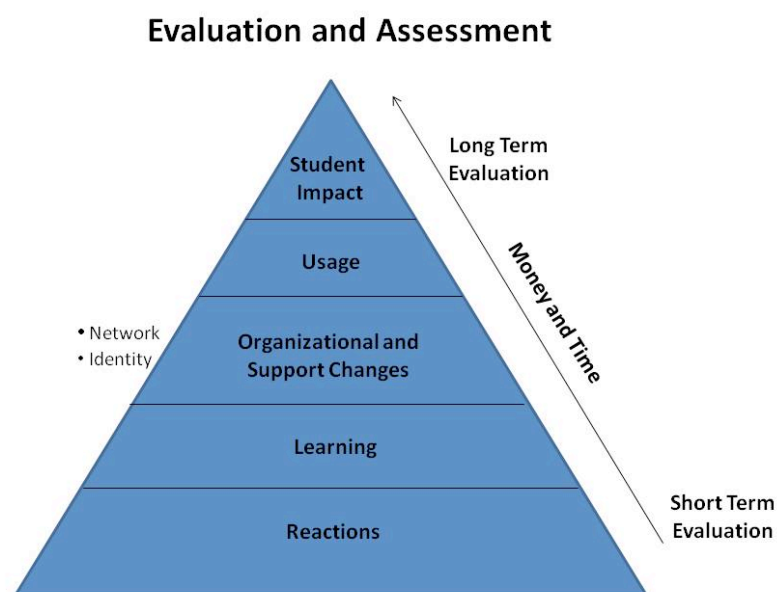 Evaluation and Assessment
Student
Impact
Usage
• Network
• Identity
Organizational and
Support Changes
Learning
Reactions
Long Term
Evaluation
Money and Time
Short Term
Evaluation